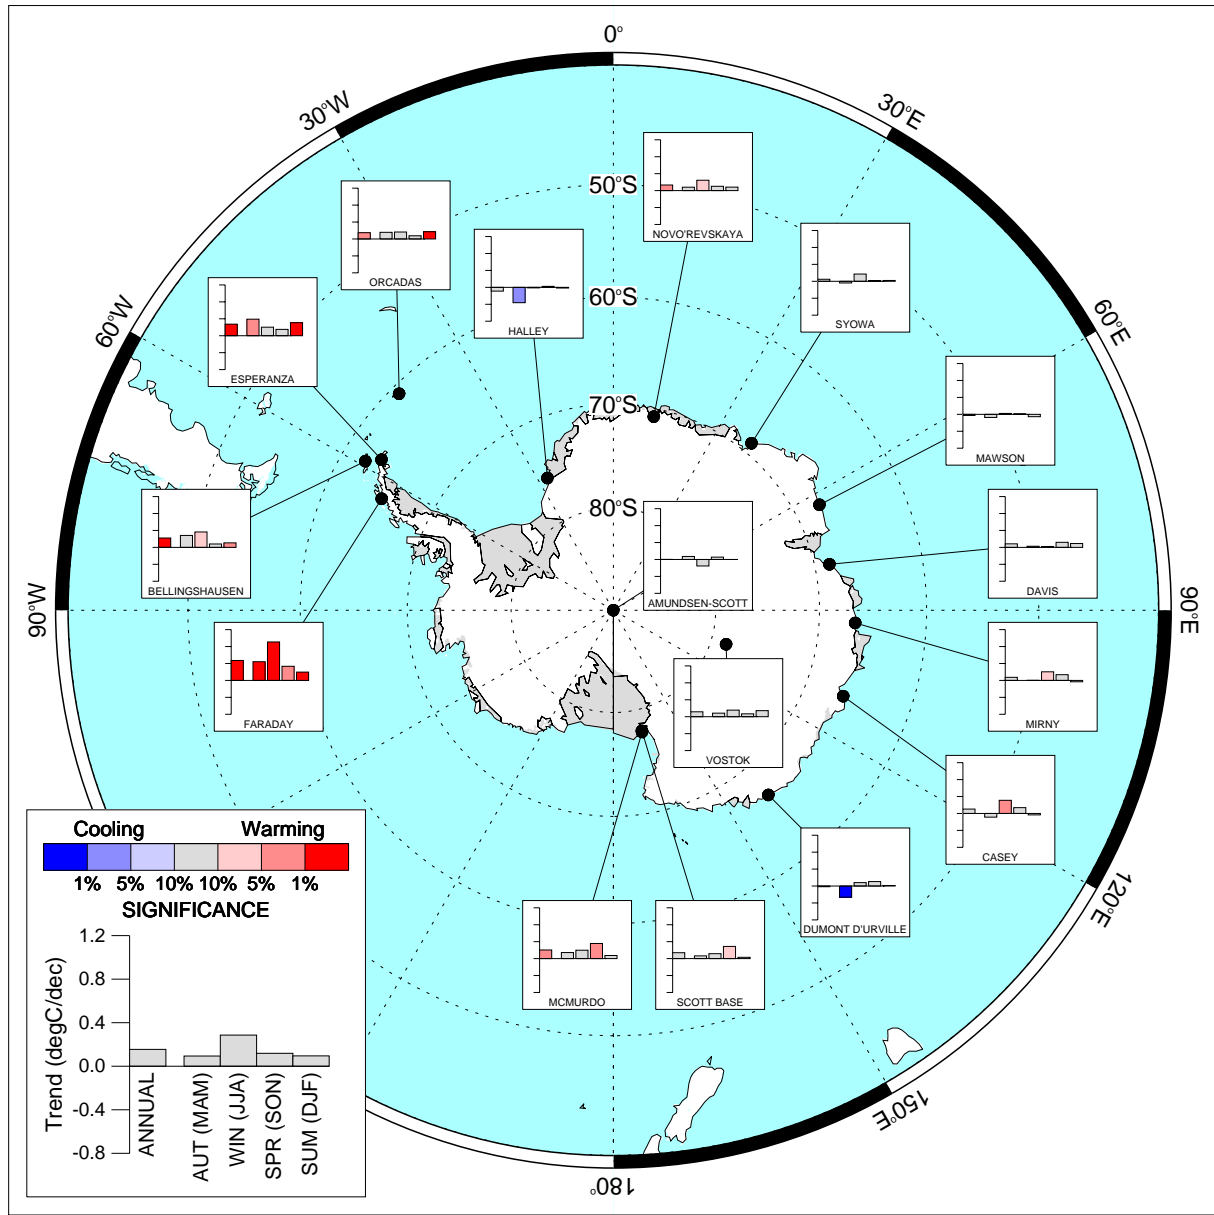 0°
30°W
30°E
50°S
NOVO'REVSKAYA
ORCADAS
60°S
60°W
60°E
HALLEY
SYOWA
ESPERANZA
70°S
MAWSON
80°S
BELLINGSHAUSEN
AMUNDSEN-SCOTT
DAVIS
90°W
90°E
FARADAY
MIRNY
VOSTOK
Cooling Warming
CASEY
1% 5% 10% 10% 5% 1%
SIGNIFICANCE
120°E
DUMONT D'URVILLE
1.2
0.8
0.4
0.0
-0.4
-0.8
Trend (degC/dec)
ANNUAL
AUT (MAM)
WIN (JJA)
SPR (SON)
SUM (DJF)
MCMURDO
SCOTT BASE
150°E
180°